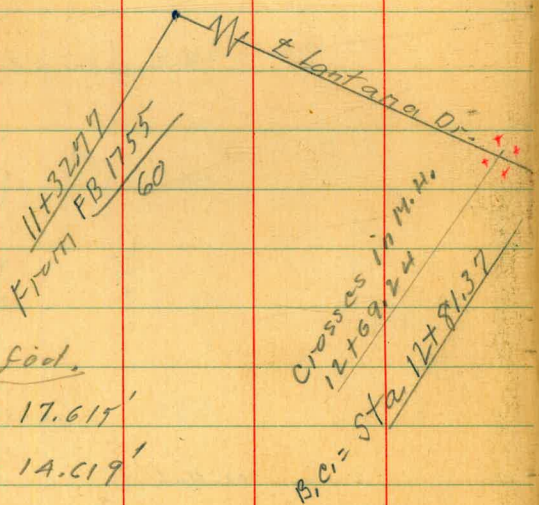 ℄ Lantana Dr.
11+32.77
From FB 1755
60
Crosses in M.H.
12+69.24
B.C. = Sta 12+81.37
fod.
17.615'
14.619'